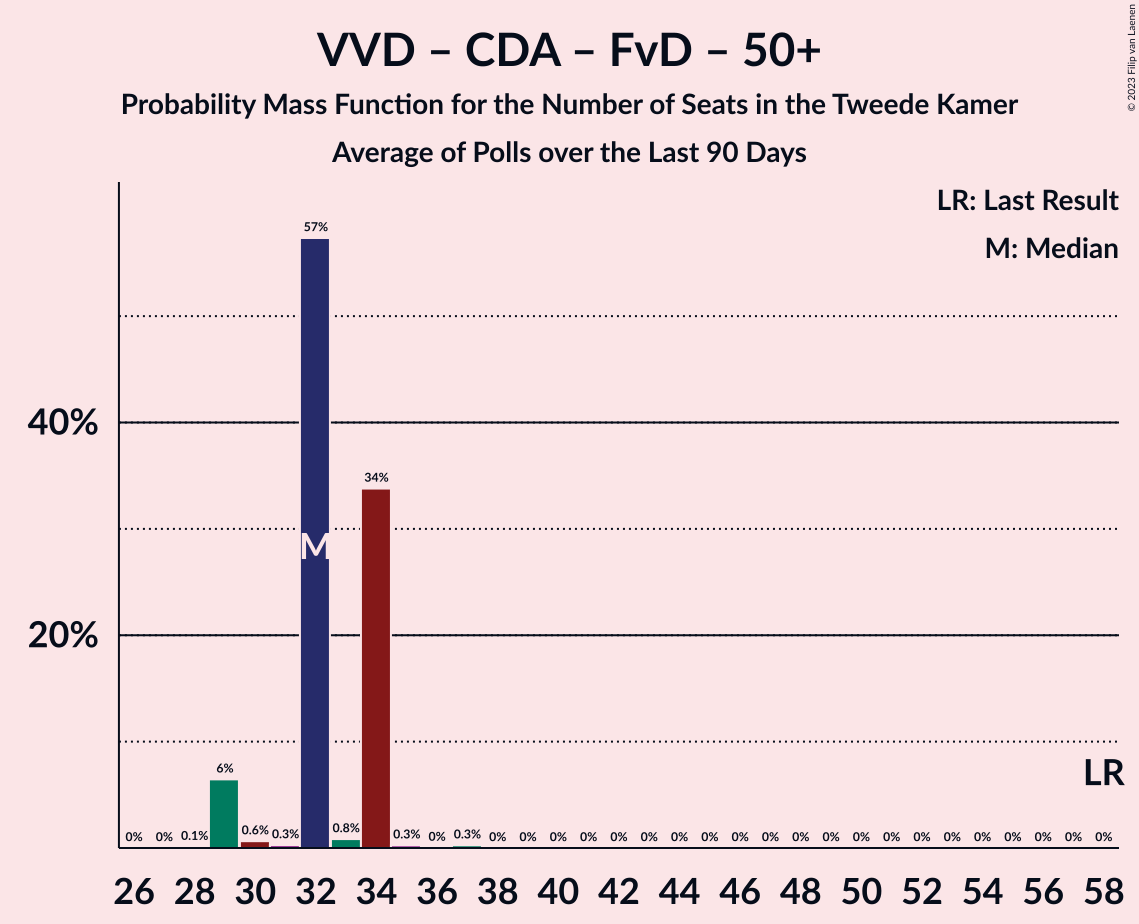 VVD – CDA – FvD – 50+
Probability Mass Function for the Number of Seats in the Tweede Kamer
Average of Polls over the Last 90 Days
© 2023 Filip van Laenen
LR: Last Result
M: Median
57%
40%
34%
M
20%
LR
6%
0% 0% 0.1% 0.6% 0.3% 0.8% 0.3% 0% 0.3% 0% 0% 0% 0% 0% 0% 0% 0% 0% 0% 0% 0% 0% 0% 0% 0% 0% 0% 0% 0% 0%
26 28 30 32 34 36 38 40 42 44 46 48 50 52 54 56 58